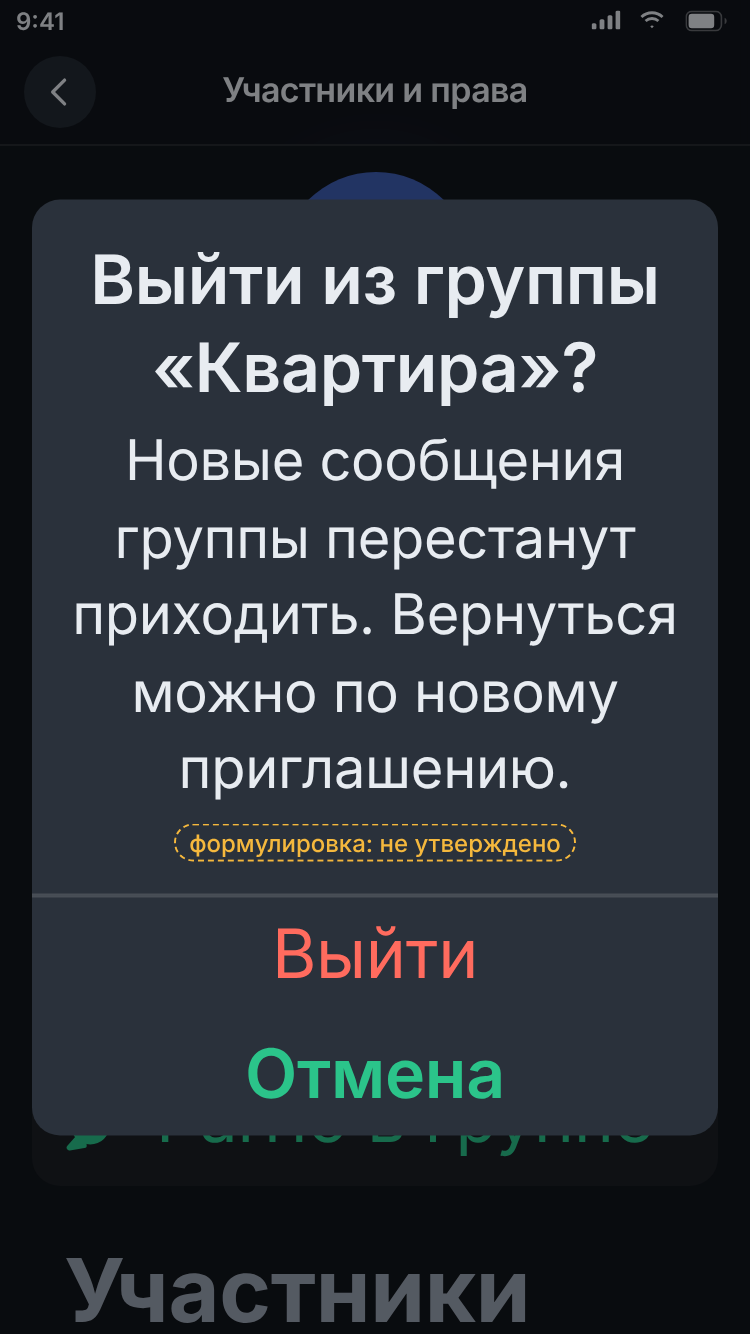 9:41
Участники и права
Выйти из группы
«Квартира»?
Новые сообщения
группы перестанут
приходить. Вернуться
можно по новому
приглашению.
формулировка: не утверждено
Выйти
Отмена
в группе
Участники